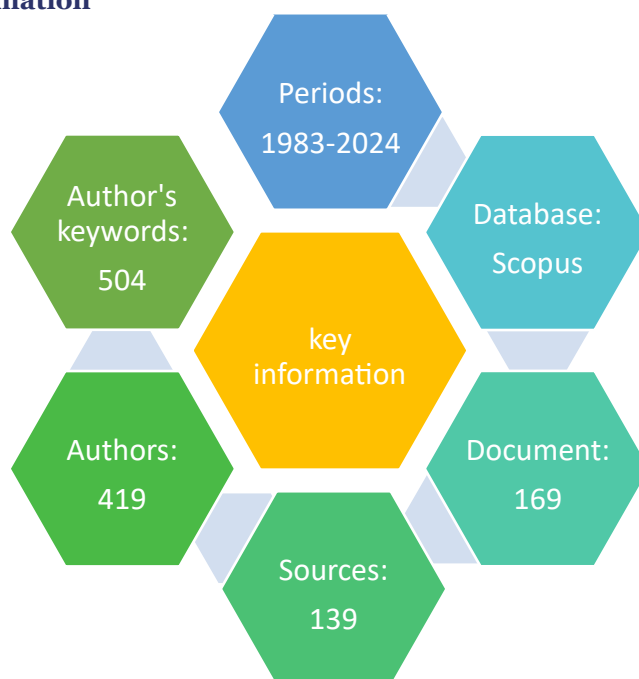 Periods:
1983-2024
Author's
keywords:
504
Database:
Scopus
key
information
Authors:
419
Document:
169
Sources:
139